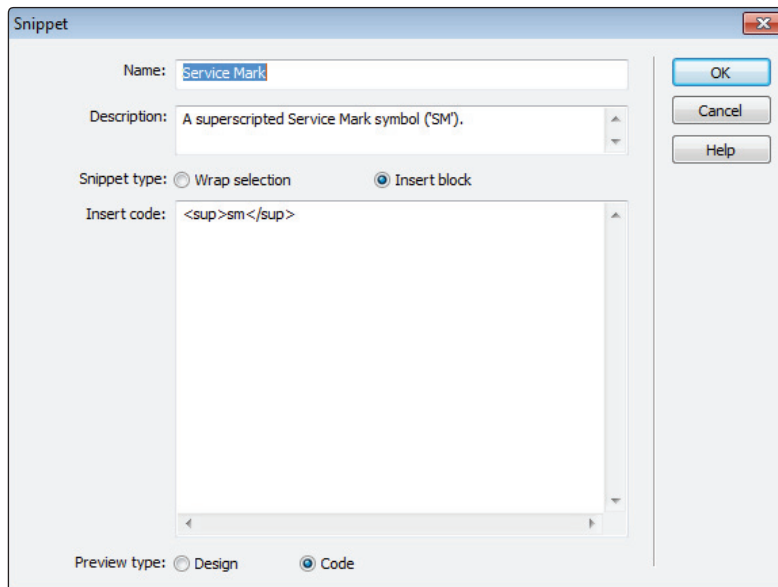 Snippet
Name: Service Mark
OK
Description: A superscripted Service Mark symbol ('SM').
Cancel
Help
Snippet type: Wrap selection Insert block
Insert code: <sup>sm</sup>
Preview type: Design Code